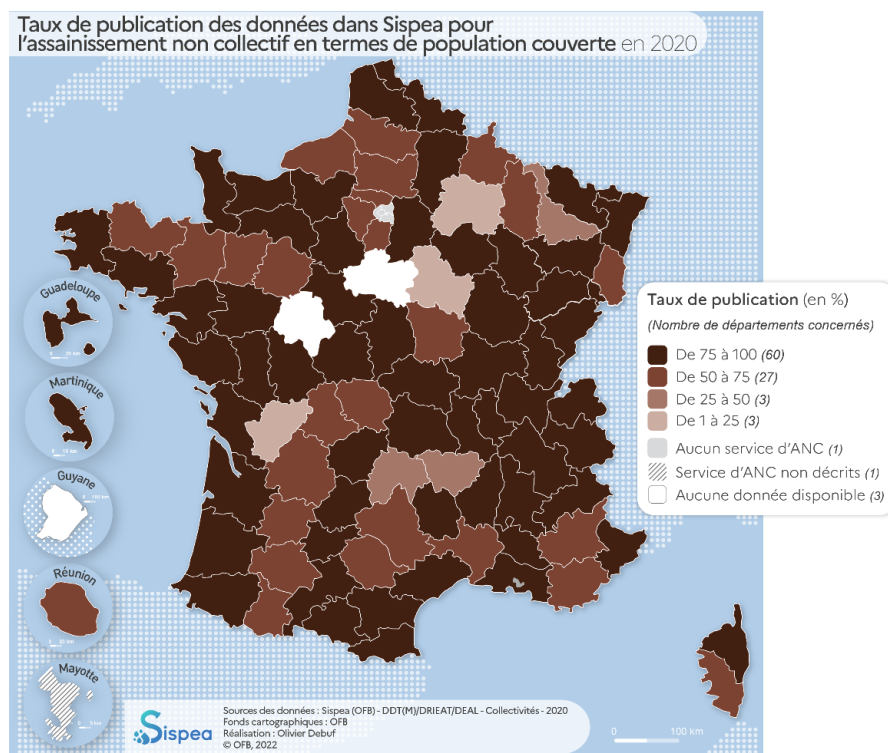 Taux de publication des données dans Sispea pour
l'assainissement non collectif en termes de population couverte en 2020
Guadeloupe
Martinique
Guyane
Réunion
Mayotte
Taux de publication (en %)
(Nombre de départements concernés)
De 75 à 100 (60)
De 50 à 75 (27)
De 25 à 50 (3)
De 1 à 25 (3)
Aucun service d'ANC (1)
Service d'ANC non décrits (1)
Aucune donnée disponible (3)
Sispea
Sources des données : Sispea (OFB) - DDT(M)/DRIEAT/DEAL - Collectivités - 2020
Fonds cartographiques : OFB
Réalisation : Olivier Debuf
© OFB, 2022
0 100 km